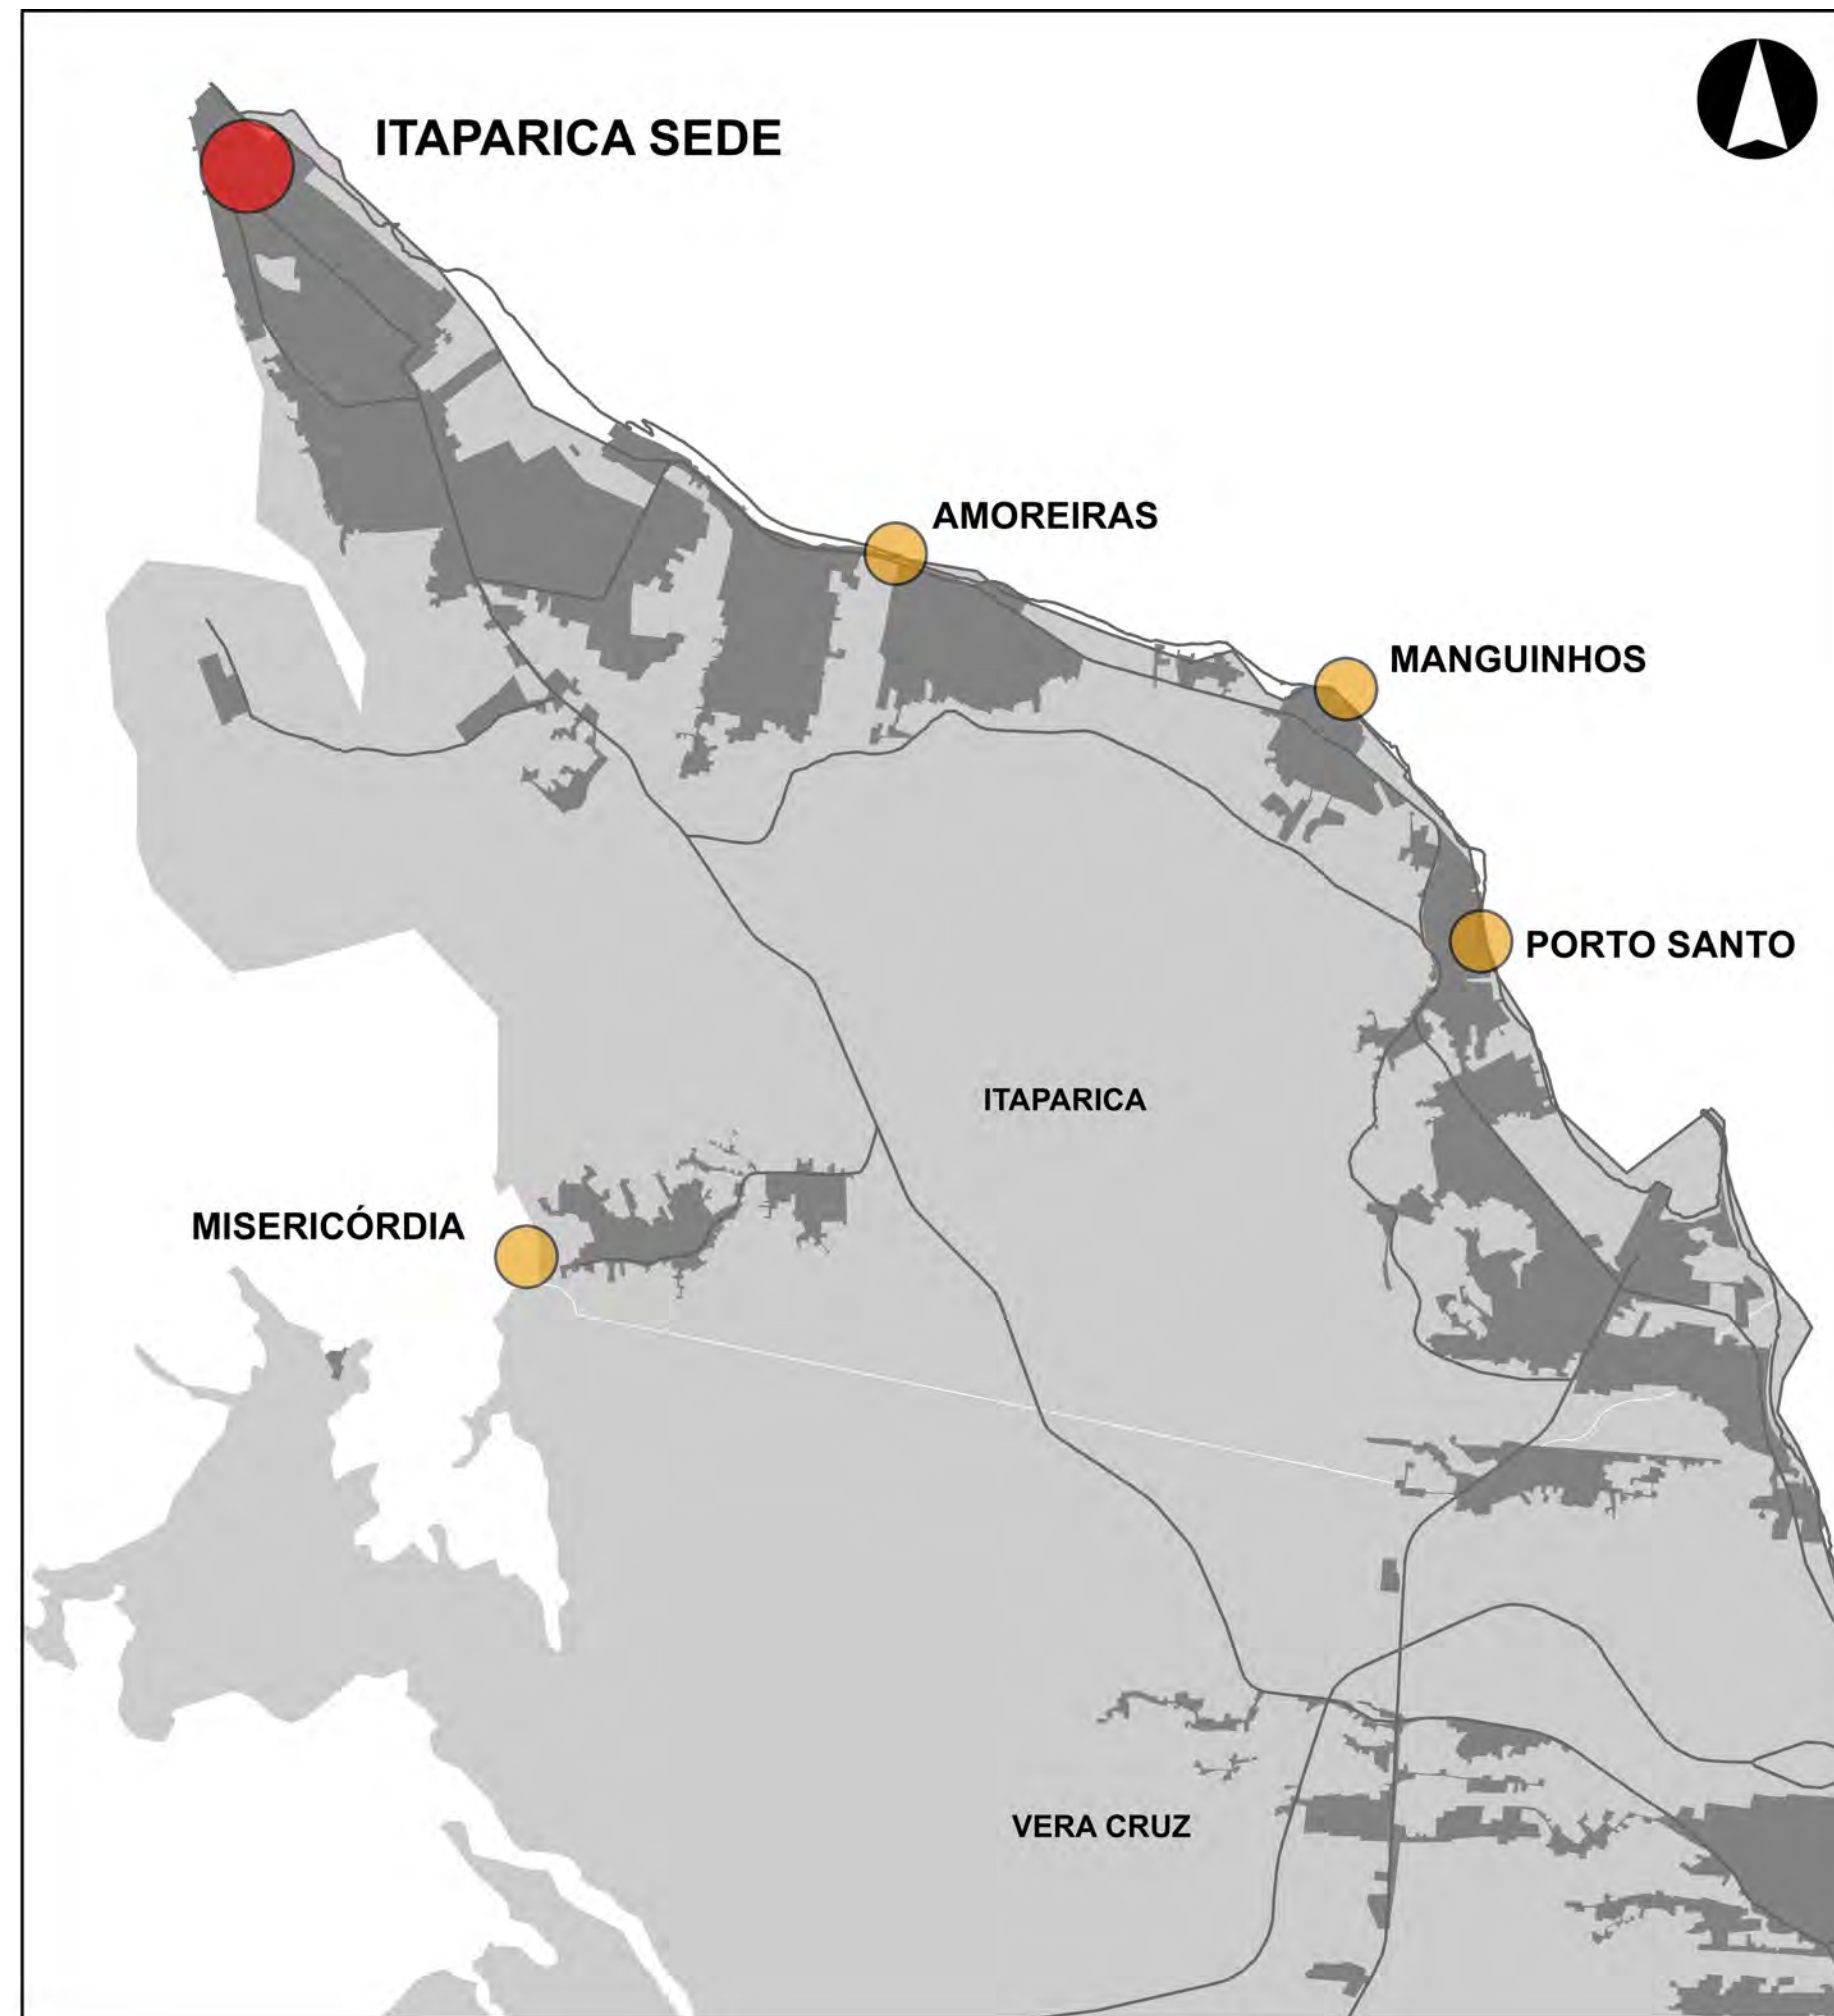 ITAPARICA SEDE
AMOREIRAS
MANGUINHOS
PORTO SANTO
ITAPARICA
MISERICÓRDIA
VERA CRUZ